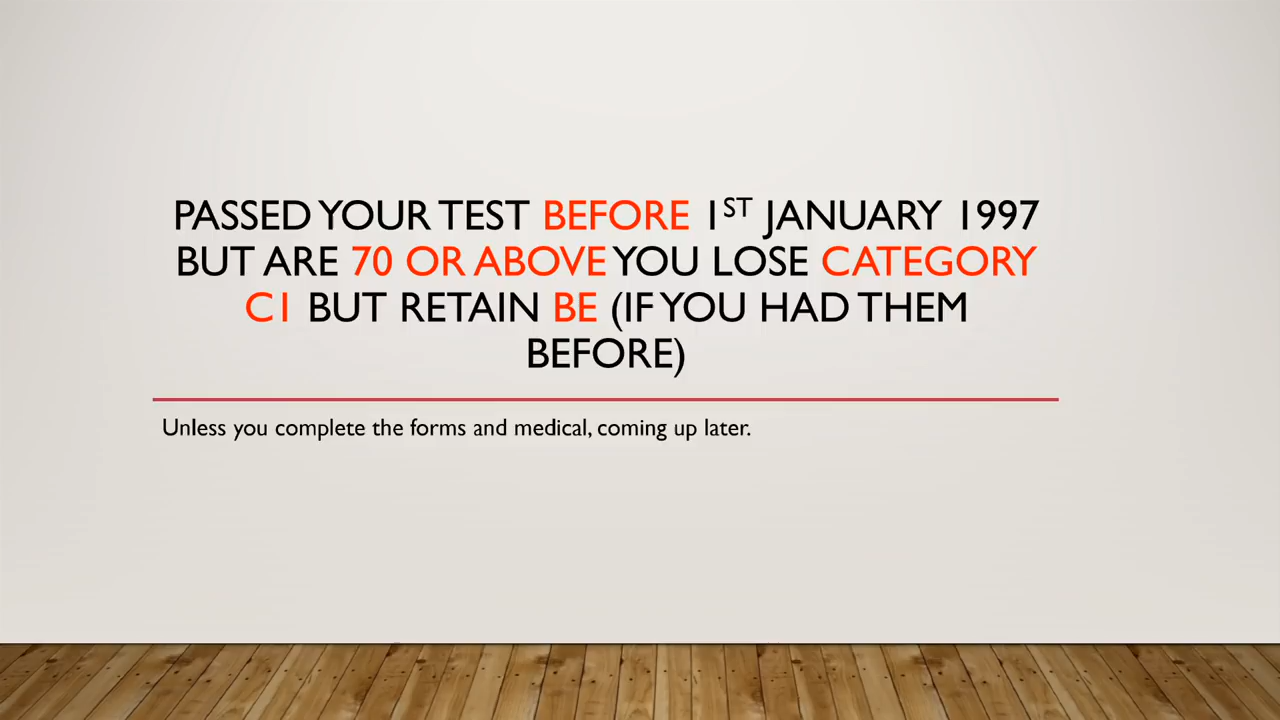 PASSED YOUR TEST BEFORE 1ST JANUARY 1997
BUT ARE 70 OR ABOVE YOU LOSE CATEGORY
C1 BUT RETAIN BE (IF YOU HAD THEM
BEFORE)
Unless you complete the forms and medical, coming up later.